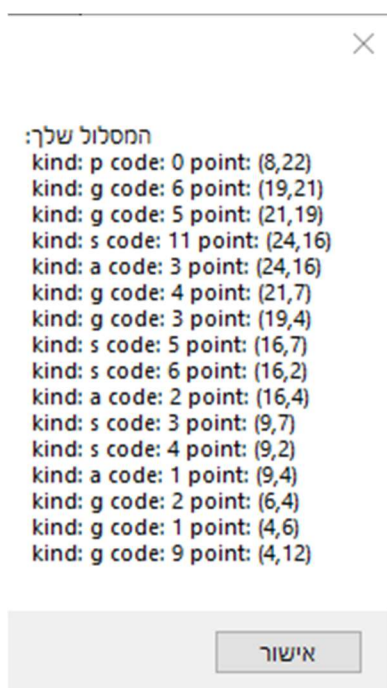 המסלול שלך:
kind: p code: 0 point: (8,22)
kind: g code: 6 point: (19,21)
kind: g code: 5 point: (21,19)
kind: s code: 11 point: (24,16)
kind: a code: 3 point: (24,16)
kind: g code: 4 point: (21,7)
kind: g code: 3 point: (19,4)
kind: s code: 5 point: (16,7)
kind: s code: 6 point: (16,2)
kind: a code: 2 point: (16,4)
kind: s code: 3 point: (9,7)
kind: s code: 4 point: (9,2)
kind: a code: 1 point: (9,4)
kind: g code: 2 point: (6,4)
kind: g code: 1 point: (4,6)
kind: g code: 9 point: (4,12)
אישור